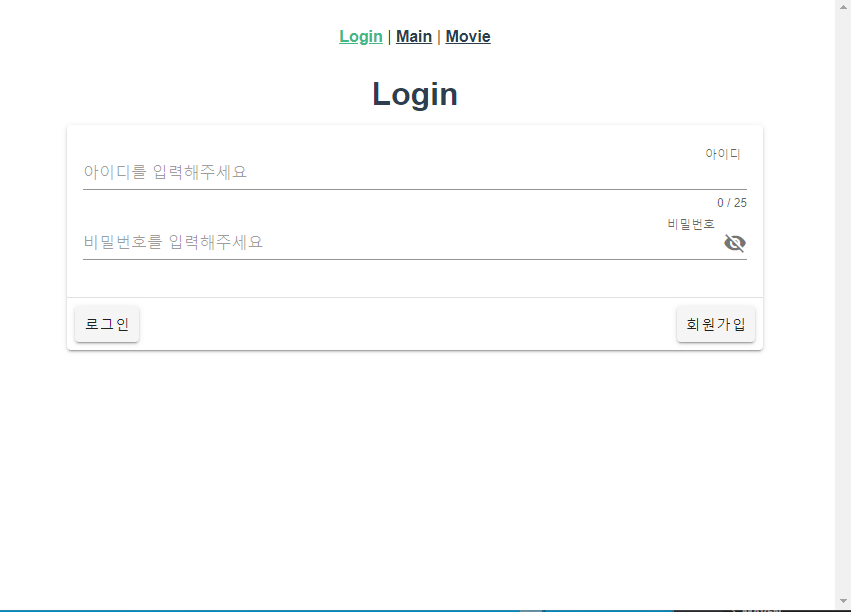 Login | Main | Movie
Login
아이디
아이디를 입력해주세요
0 / 25
비밀번호
비밀번호를 입력해주세요
로그인 회원가입